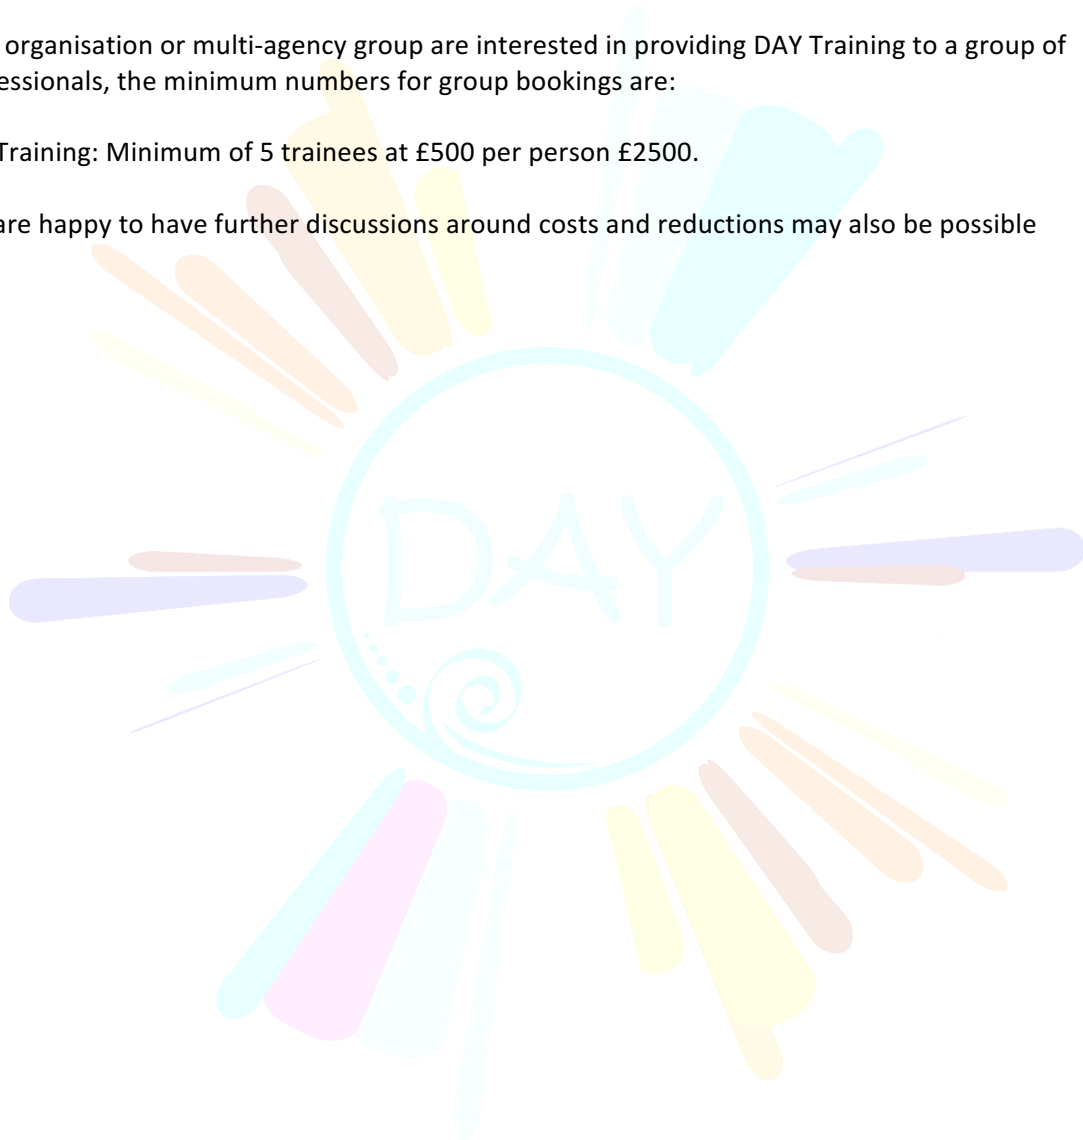 organisation or multi-agency group are interested in providing DAY Training to a group of
essionals, the minimum numbers for group bookings are:
Training: Minimum of 5 trainees at £500 per person £2500.
are happy to have further discussions around costs and reductions may also be possible
DAY